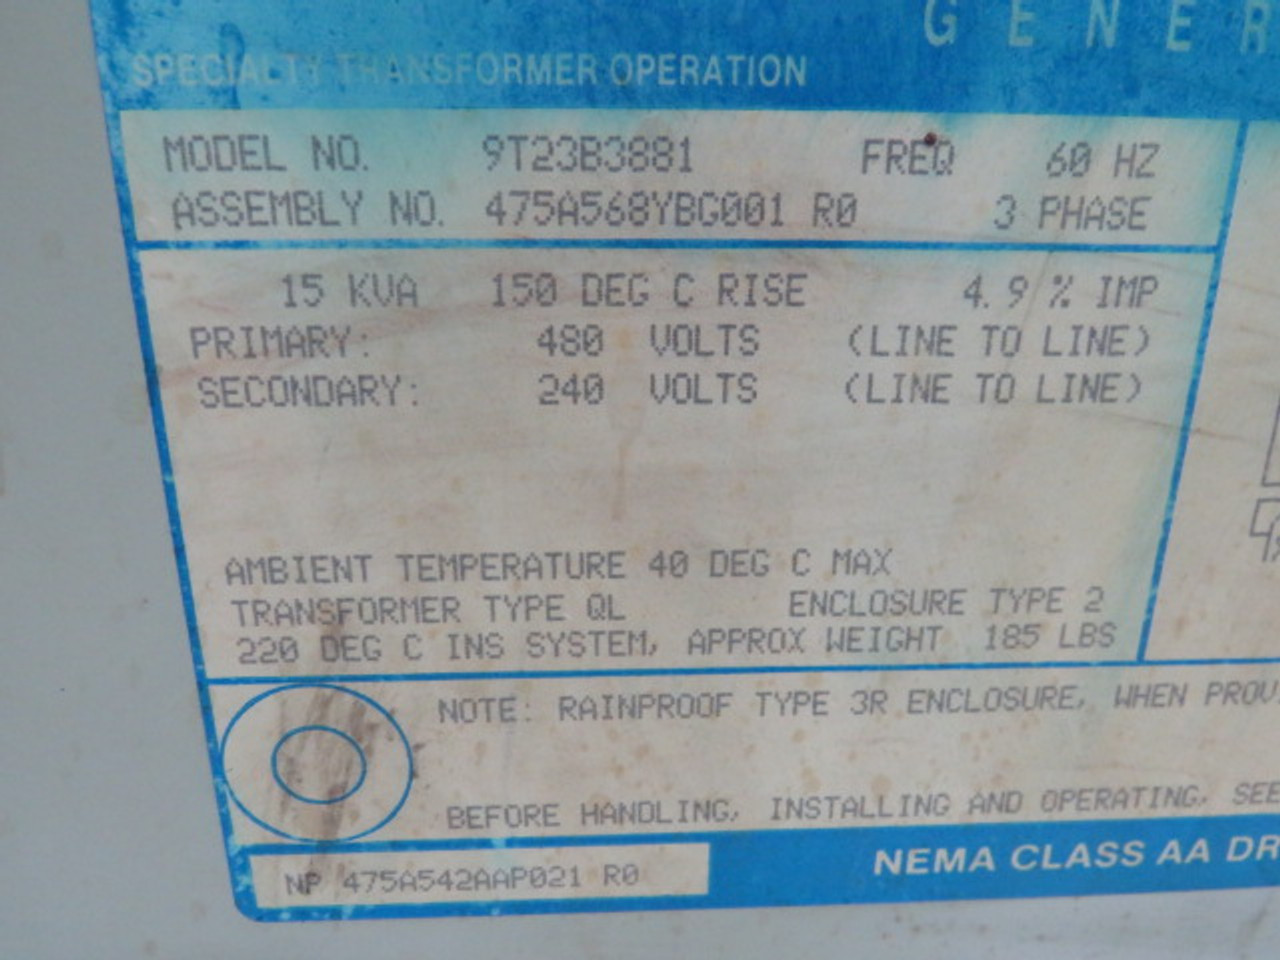 GENER
SPECIALTY TRANSFORMER OPERATION
MODEL NO. 9T23B3881 FREQ 60 HZ
ASSEMBLY NO. 475A568YBG001 R0 3 PHASE
15 KVA 150 DEG C RISE 4.9 % IMP
PRIMARY: 480 VOLTS (LINE TO LINE)
SECONDARY: 240 VOLTS (LINE TO LINE)
AMBIENT TEMPERATURE 40 DEG C MAX
TRANSFORMER TYPE QL ENCLOSURE TYPE 2
220 DEG C INS SYSTEM, APPROX WEIGHT 185 LBS
NOTE: RAINPROOF TYPE 3R ENCLOSURE, WHEN PROV
BEFORE HANDLING, INSTALLING AND OPERATING, SEE
NEMA CLASS AA DR
NP 475A542AAP021 R0